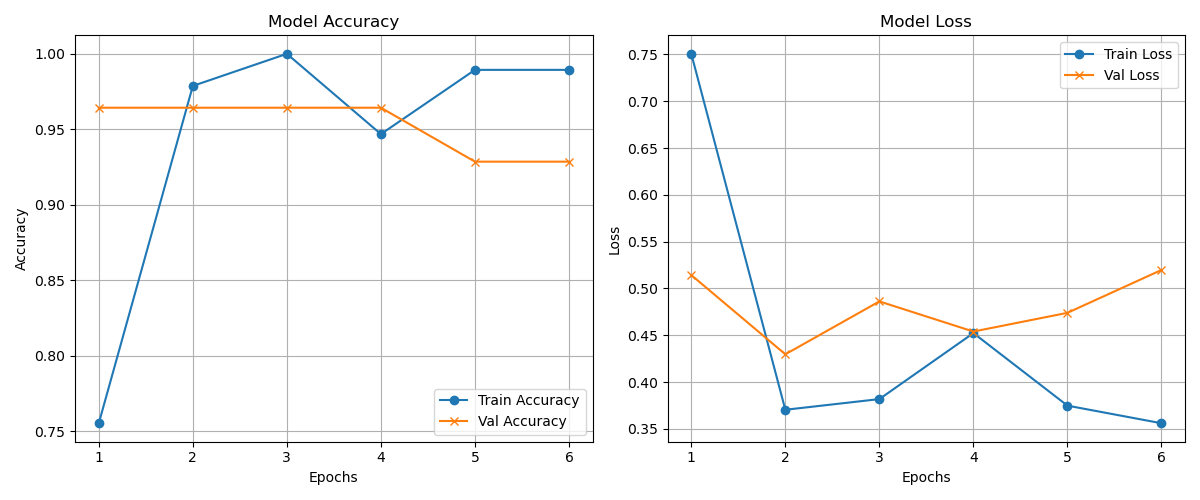 Model Accuracy
Accuracy
1.00
0.95
0.90
0.85
0.80
0.75
1 2 3 4 5 6
Epochs
Train Accuracy
Val Accuracy
Model Loss
Loss
0.75
0.70
0.65
0.60
0.55
0.50
0.45
0.40
0.35
1 2 3 4 5 6
Epochs
Train Loss
Val Loss